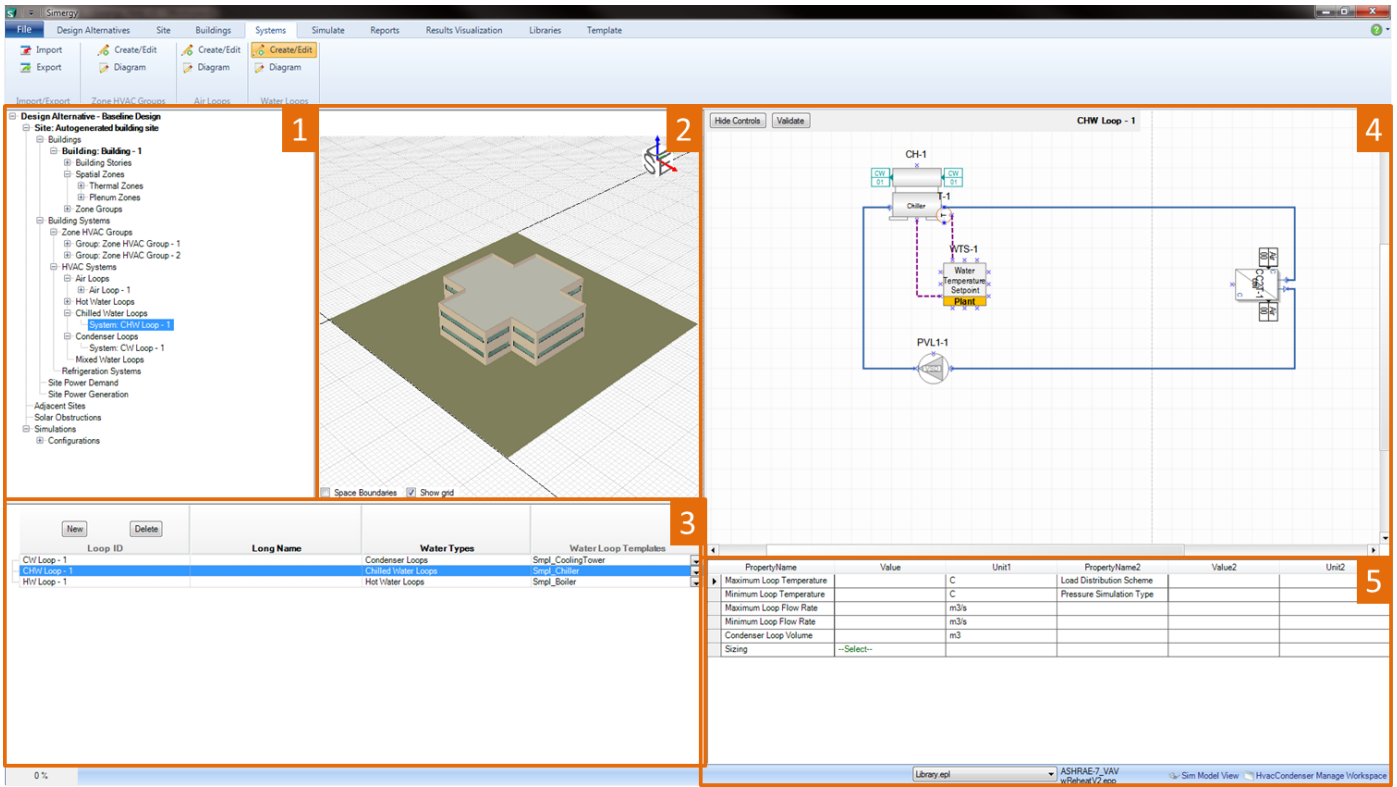 Simergy
File Design Alternatives Site Buildings Systems Simulate Reports Results Visualization Libraries Template
Import Create/Edit Create/Edit Create/Edit
Export Diagram Diagram Diagram
Import/Export Zone HVAC Groups Air Loops Water Loops
1
Design Alternative - Baseline Design
Site: Autogenerated building site
Buildings
Building: Building - 1
Building Stories
Spatial Zones
Thermal Zones
Plenum Zones
Zone Groups
Building Systems
Zone HVAC Groups
Group: Zone HVAC Group - 1
Group: Zone HVAC Group - 2
HVAC Systems
Air Loops
Air Loop - 1
Hot Water Loops
Chilled Water Loops
System: CHW Loop - 1
Condenser Loops
System: CW Loop - 1
Mixed Water Loops
Refrigeration Systems
Site Power Demand
Site Power Generation
Adjacent Sites
Solar Obstructions
Simulations
Configurations
2
Space Boundaries Show grid
4
Hide Controls Validate CHW Loop - 1
CH-1
CW 01 CW 01
T-1
Chiller
T
WTS-1
Water
Temperature
Setpoint
Plant
PVL1-1
Air
C
C
Air
00
3
New Delete
Loop ID Long Name Water Types Water Loop Templates
CW Loop - 1 Condenser Loops Smpl_CoolingTower
CHW Loop - 1 Chilled Water Loops Smpl_Chiller
HW Loop - 1 Hot Water Loops Smpl_Boiler
5
PropertyName Value Unit1 PropertyName2 Value2 Unit2
Maximum Loop Temperature C Load Distribution Scheme
Minimum Loop Temperature C Pressure Simulation Type
Maximum Loop Flow Rate m3/s
Minimum Loop Flow Rate m3/s
Condenser Loop Volume m3
Sizing --Select--
0 % Library.epl ASHRAE-7_VAV
wReheatV2.epp Sim Model View HvacCondenser Manage Workspace